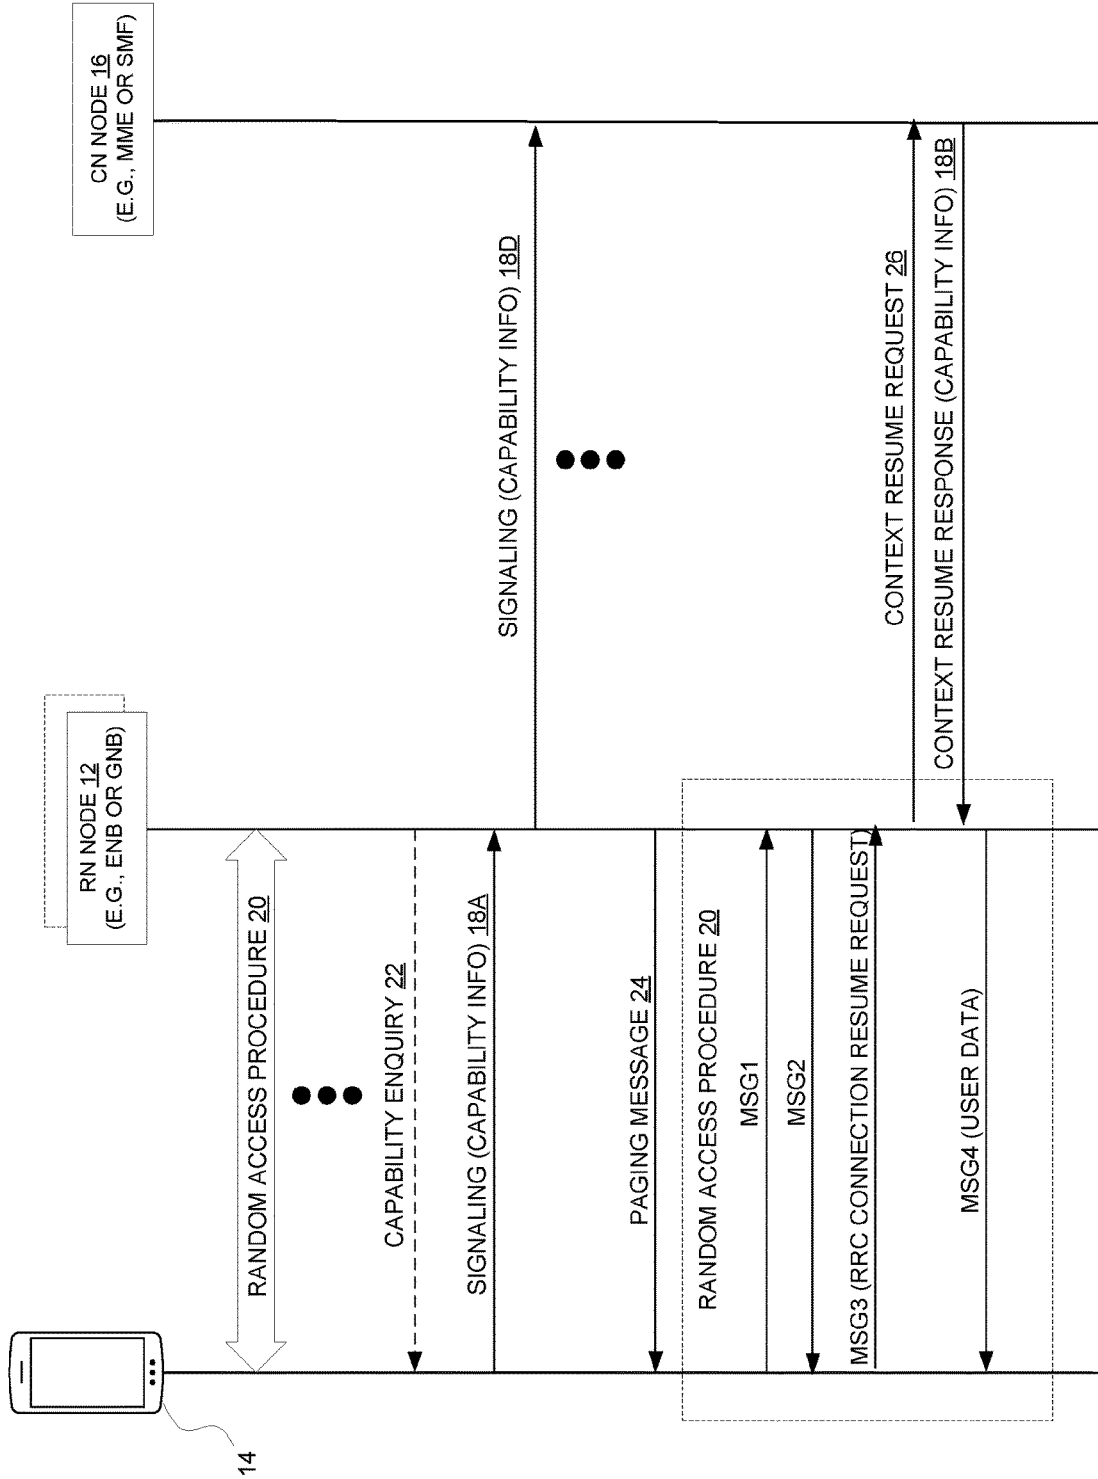 14
RN NODE 12
(E.G., ENB OR GNB)
CN NODE 16
(E.G., MME OR SMF)
RANDOM ACCESS PROCEDURE 20
CAPABILITY ENQUIRY 22
SIGNALING (CAPABILITY INFO) 18A
SIGNALING (CAPABILITY INFO) 18D
PAGING MESSAGE 24
RANDOM ACCESS PROCEDURE 20
MSG1
MSG2
MSG3 (RRC CONNECTION RESUME REQUEST)
CONTEXT RESUME REQUEST 26
CONTEXT RESUME RESPONSE (CAPABILITY INFO) 18B
MSG4 (USER DATA)